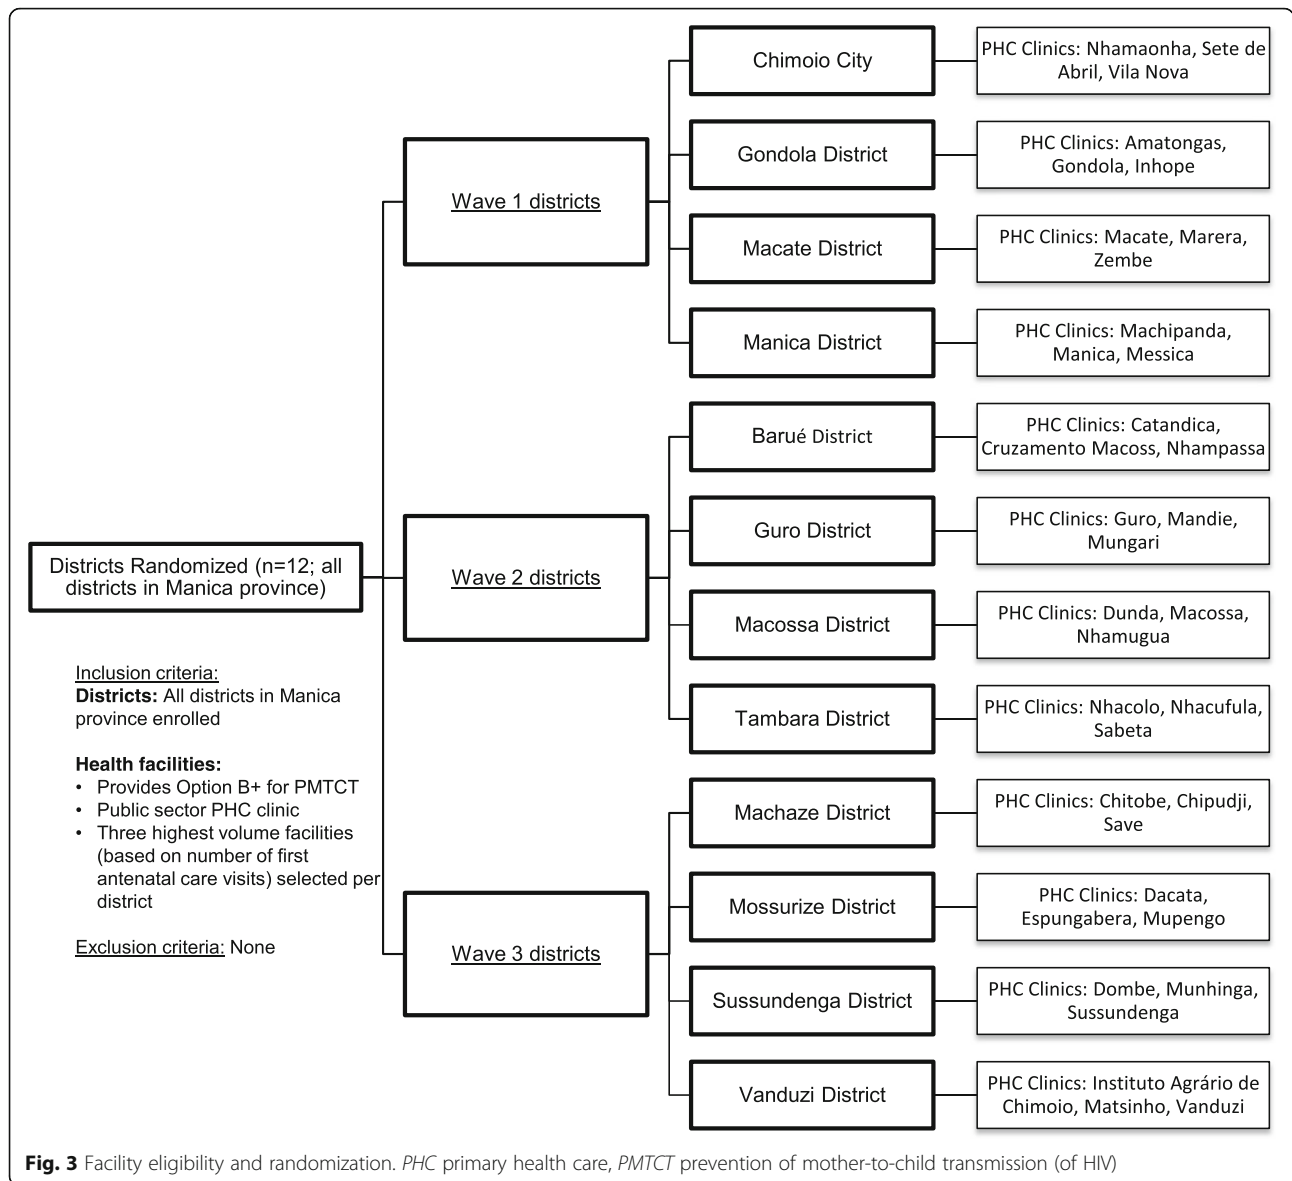 Districts Randomized (n=12; all
districts in Manica province)
Inclusion criteria:
Districts: All districts in Manica
province enrolled
Health facilities:
• Provides Option B+ for PMTCT
• Public sector PHC clinic
• Three highest volume facilities
(based on number of first
antenatal care visits) selected per
district
Exclusion criteria: None
Wave 1 districts
Chimoio City
PHC Clinics: Nhamaonha, Sete de
Abril, Vila Nova
Gondola District
PHC Clinics: Amatongas,
Gondola, Inhope
Macate District
PHC Clinics: Macate, Marera,
Zembe
Manica District
PHC Clinics: Machipanda,
Manica, Messica
Wave 2 districts
Barué District
PHC Clinics: Catandica,
Cruzamento Macoss, Nhampassa
Guro District
PHC Clinics: Guro, Mandie,
Mungari
Macossa District
PHC Clinics: Dunda, Macossa,
Nhamugua
Tambara District
PHC Clinics: Nhacolo, Nhacufula,
Sabeta
Wave 3 districts
Machaze District
PHC Clinics: Chitobe, Chipudji,
Save
Mossurize District
PHC Clinics: Dacata,
Espungabera, Mupengo
Sussundenga District
PHC Clinics: Dombe, Munhinga,
Sussundenga
Vanduzi District
PHC Clinics: Instituto Agrário de
Chimoio, Matsinho, Vanduzi
Fig. 3 Facility eligibility and randomization. PHC primary health care, PMTCT prevention of mother-to-child transmission (of HIV)